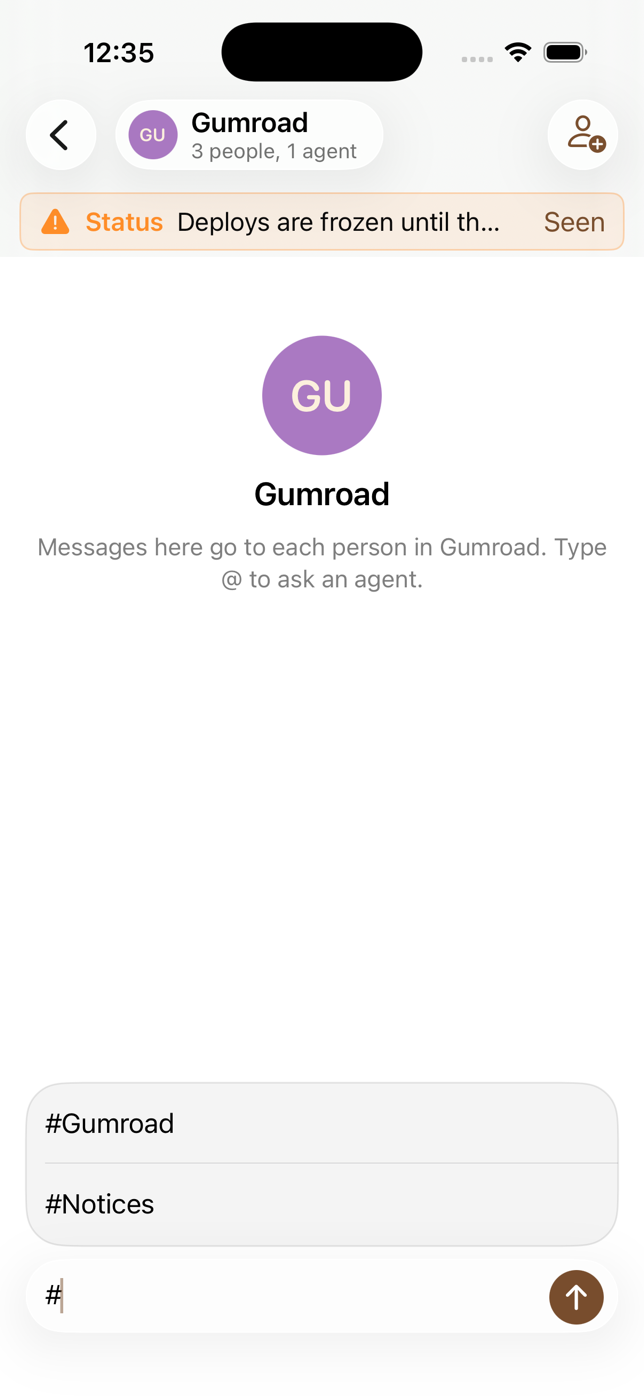 12:35
GU
Gumroad
3 people, 1 agent
Status Deploys are frozen until th... Seen
GU
Gumroad
Messages here go to each person in Gumroad. Type
@ to ask an agent.
#Gumroad
#Notices
#